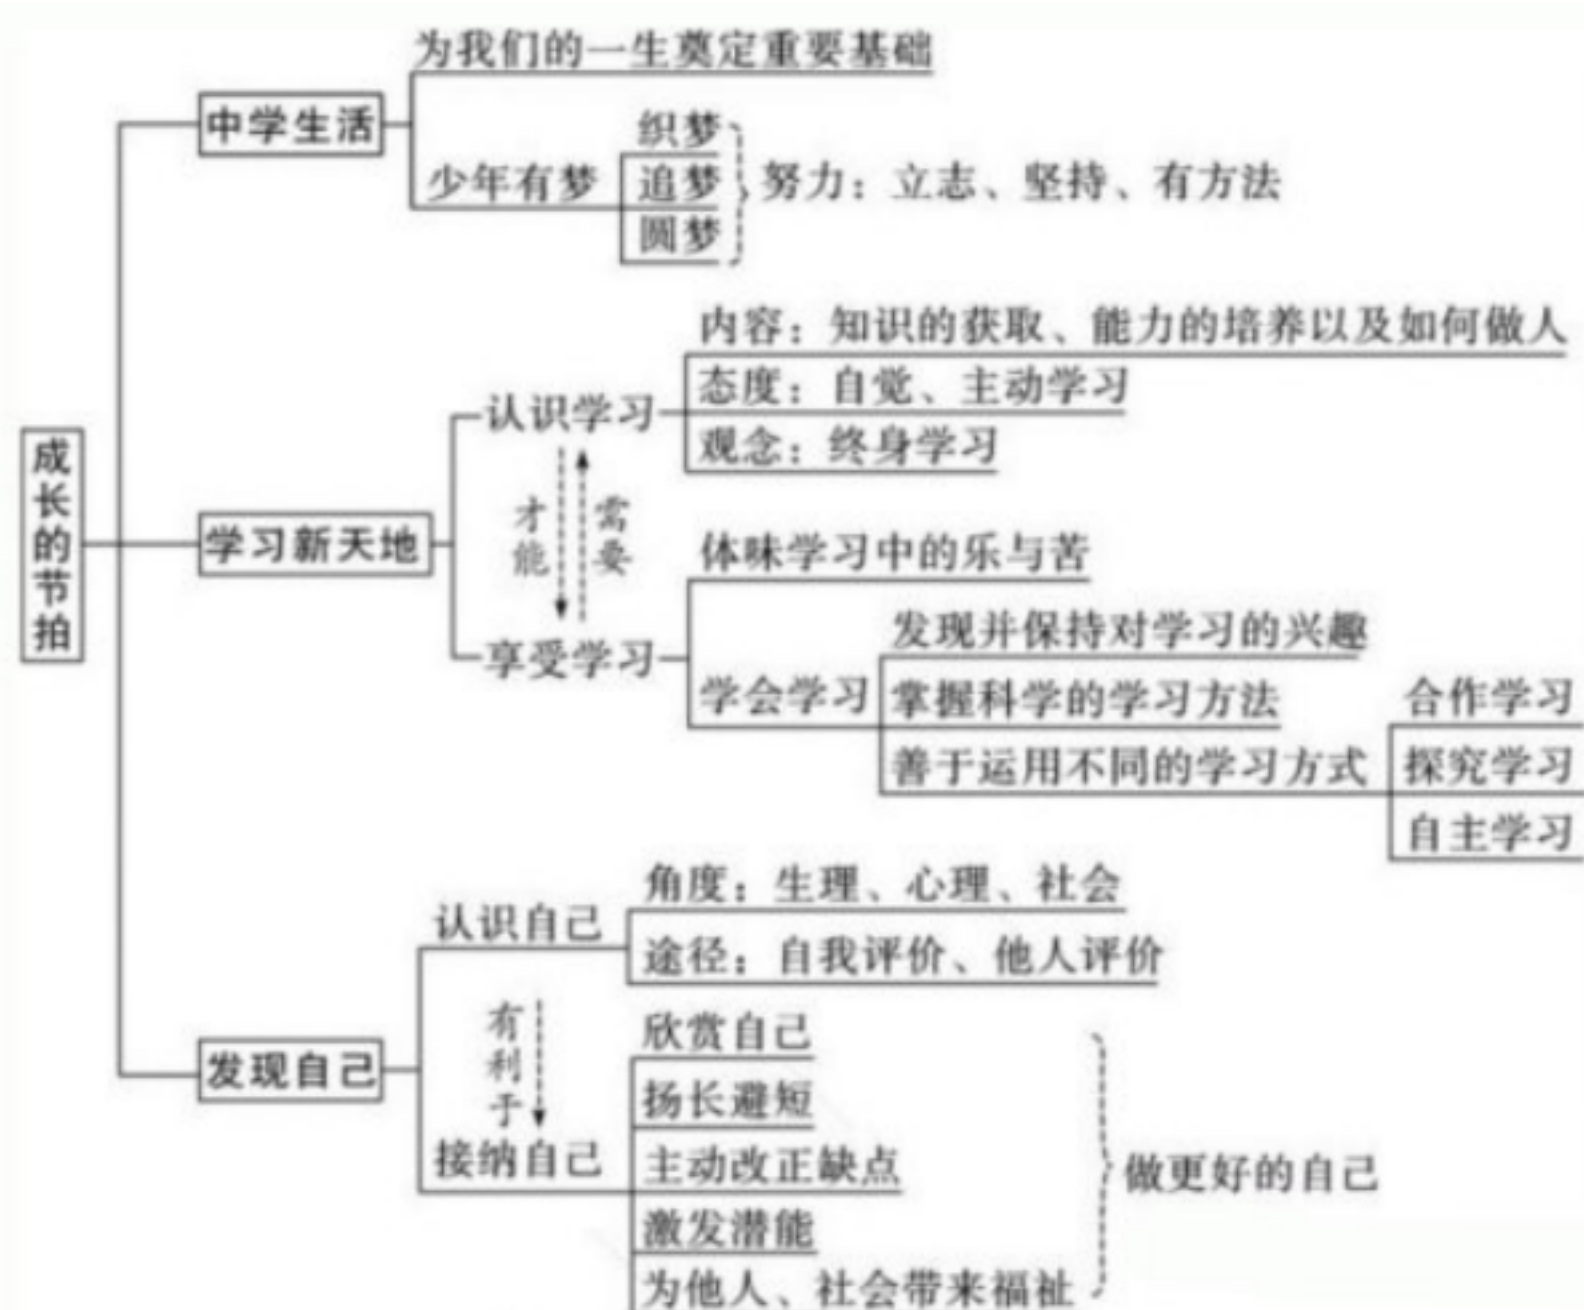 为我们的一生奠定重要基础
中学生活
织梦
少年有梦
追梦
努力：立志、坚持、有方法
圆梦
内容：知识的获取、能力的培养以及如何做人
认识学习
态度：自觉、主动学习
观念：终身学习
成长的节拍
学习新天地
才能
需要
体味学习中的乐与苦
享受学习
发现并保持对学习的兴趣
学会学习
掌握科学的学习方法
合作学习
善于运用不同的学习方式
探究学习
自主学习
角度：生理、心理、社会
认识自己
途径：自我评价、他人评价
有利于
欣赏自己
发现自己
扬长避短
接纳自己
主动改正缺点
做更好的自己
激发潜能
为他人、社会带来福祉